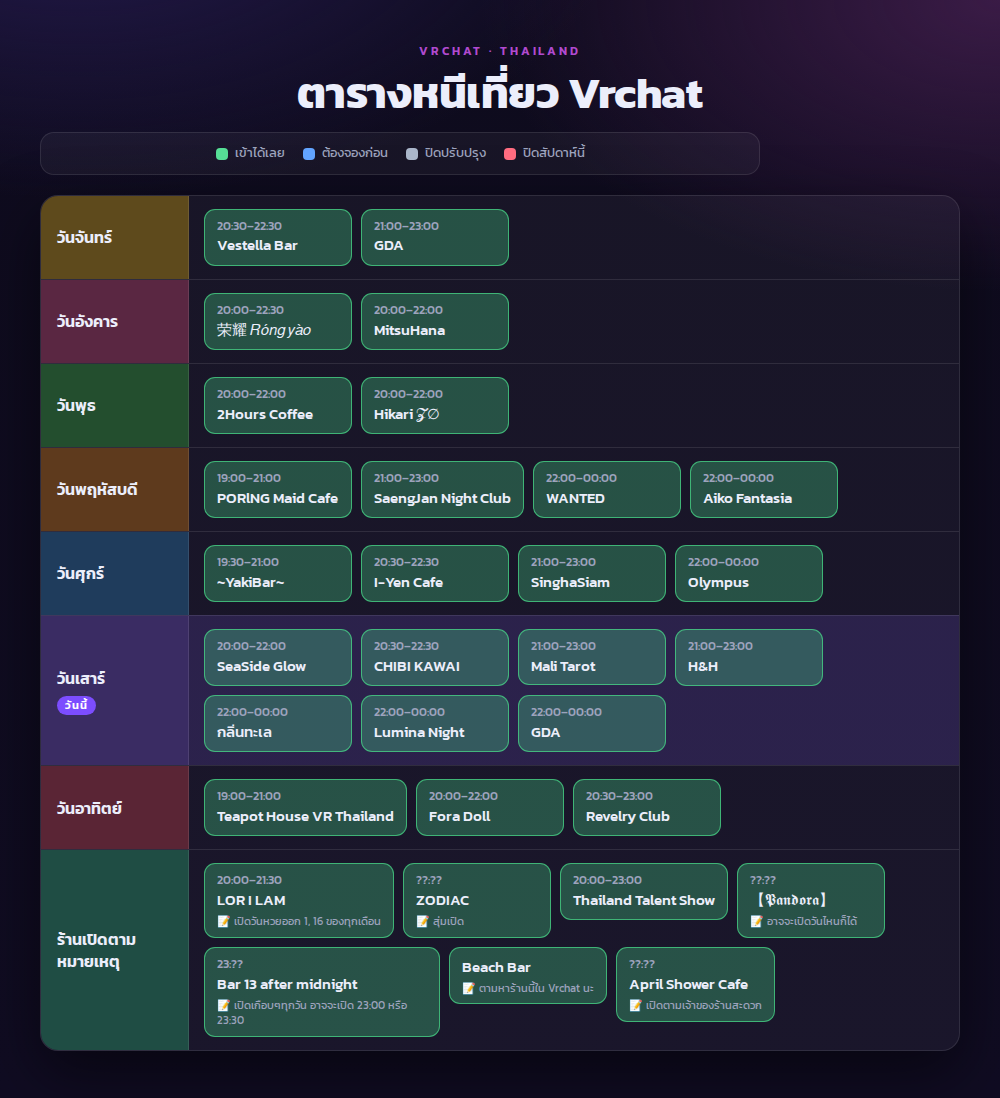 VRCHAT · THAILAND
ตารางหนีเที่ยว Vrchat
เข้าได้เลย
ต้องจองก่อน
ปิดปรับปรุง
ปิดสัปดาห์นี้
วันจันทร์
20:30–22:30
Vestella Bar
21:00–23:00
GDA
วันอังคาร
20:00–22:30
荣耀 𝘙ó𝘯𝘨 𝘺à𝘰
20:00–22:00
MitsuHana
วันพุธ
20:00–22:00
2Hours Coffee
20:00–22:00
Hikari 𝒵∅
วันพฤหัสบดี
19:00–21:00
PORlNG Maid Cafe
21:00–23:00
SaengJan Night Club
22:00–00:00
WANTED
22:00–00:00
Aiko Fantasia
วันศุกร์
19:30–21:00
~YakiBar~
20:30–22:30
I-Yen Cafe
21:00–23:00
SinghaSiam
22:00–00:00
Olympus
วันเสาร์
วันนี้
20:00–22:00
SeaSide Glow
20:30–22:30
CHIBI KAWAI
21:00–23:00
Mali Tarot
21:00–23:00
H&H
22:00–00:00
กลี่นทะเล
22:00–00:00
Lumina Night
22:00–00:00
GDA
วันอาทิตย์
19:00–21:00
Teapot House VR Thailand
20:00–22:00
Fora Doll
20:30–23:00
Revelry Club
ร้านเปิดตาม
หมายเหตุ
20:00–21:30
LOR I LAM
📝 เปิดวันหวยออก 1, 16 ของทุกเดือน
??:??
ZODIAC
📝 สุ่มเปิด
20:00–23:00
Thailand Talent Show
??:??
【𝕻𝖆𝖓𝖉𝖔𝖗𝖆】
📝 อาจจะเปิดวันไหนก็ได้
23:??
Bar 13 after midnight
📝 เปิดเกือบๆทุกวัน อาจจะเปิด 23:00 หรือ
23:30
Beach Bar
📝 ตามหาร้านนี้ใน Vrchat นะ
??:??
April Shower Cafe
📝 เปิดตามเจ้าของร้านสะดวก